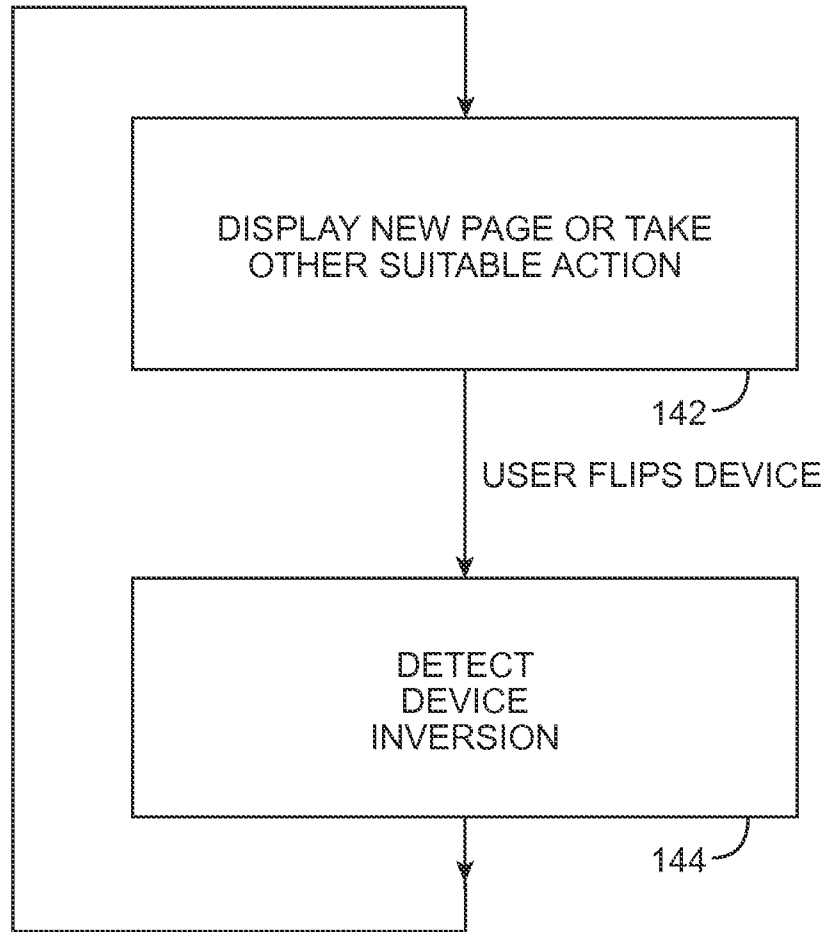 DISPLAY NEW PAGE OR TAKE
OTHER SUITABLE ACTION
142
USER FLIPS DEVICE
DETECT
DEVICE
INVERSION
144